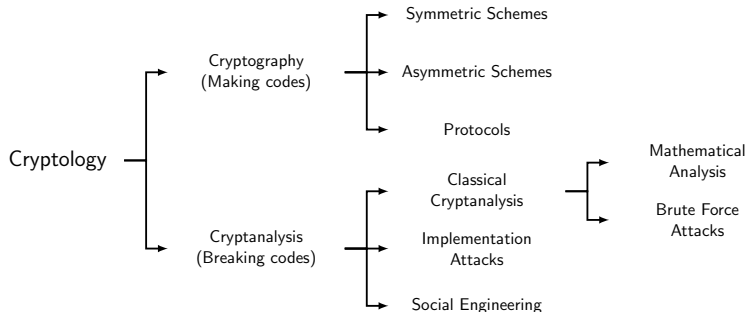 Symmetric Schemes
Cryptography
(Making codes)
Asymmetric Schemes
Protocols
Cryptology
Classical
Cryptanalysis
Mathematical
Analysis
Brute Force
Attacks
Cryptanalysis
(Breaking codes)
Implementation
Attacks
Social Engineering